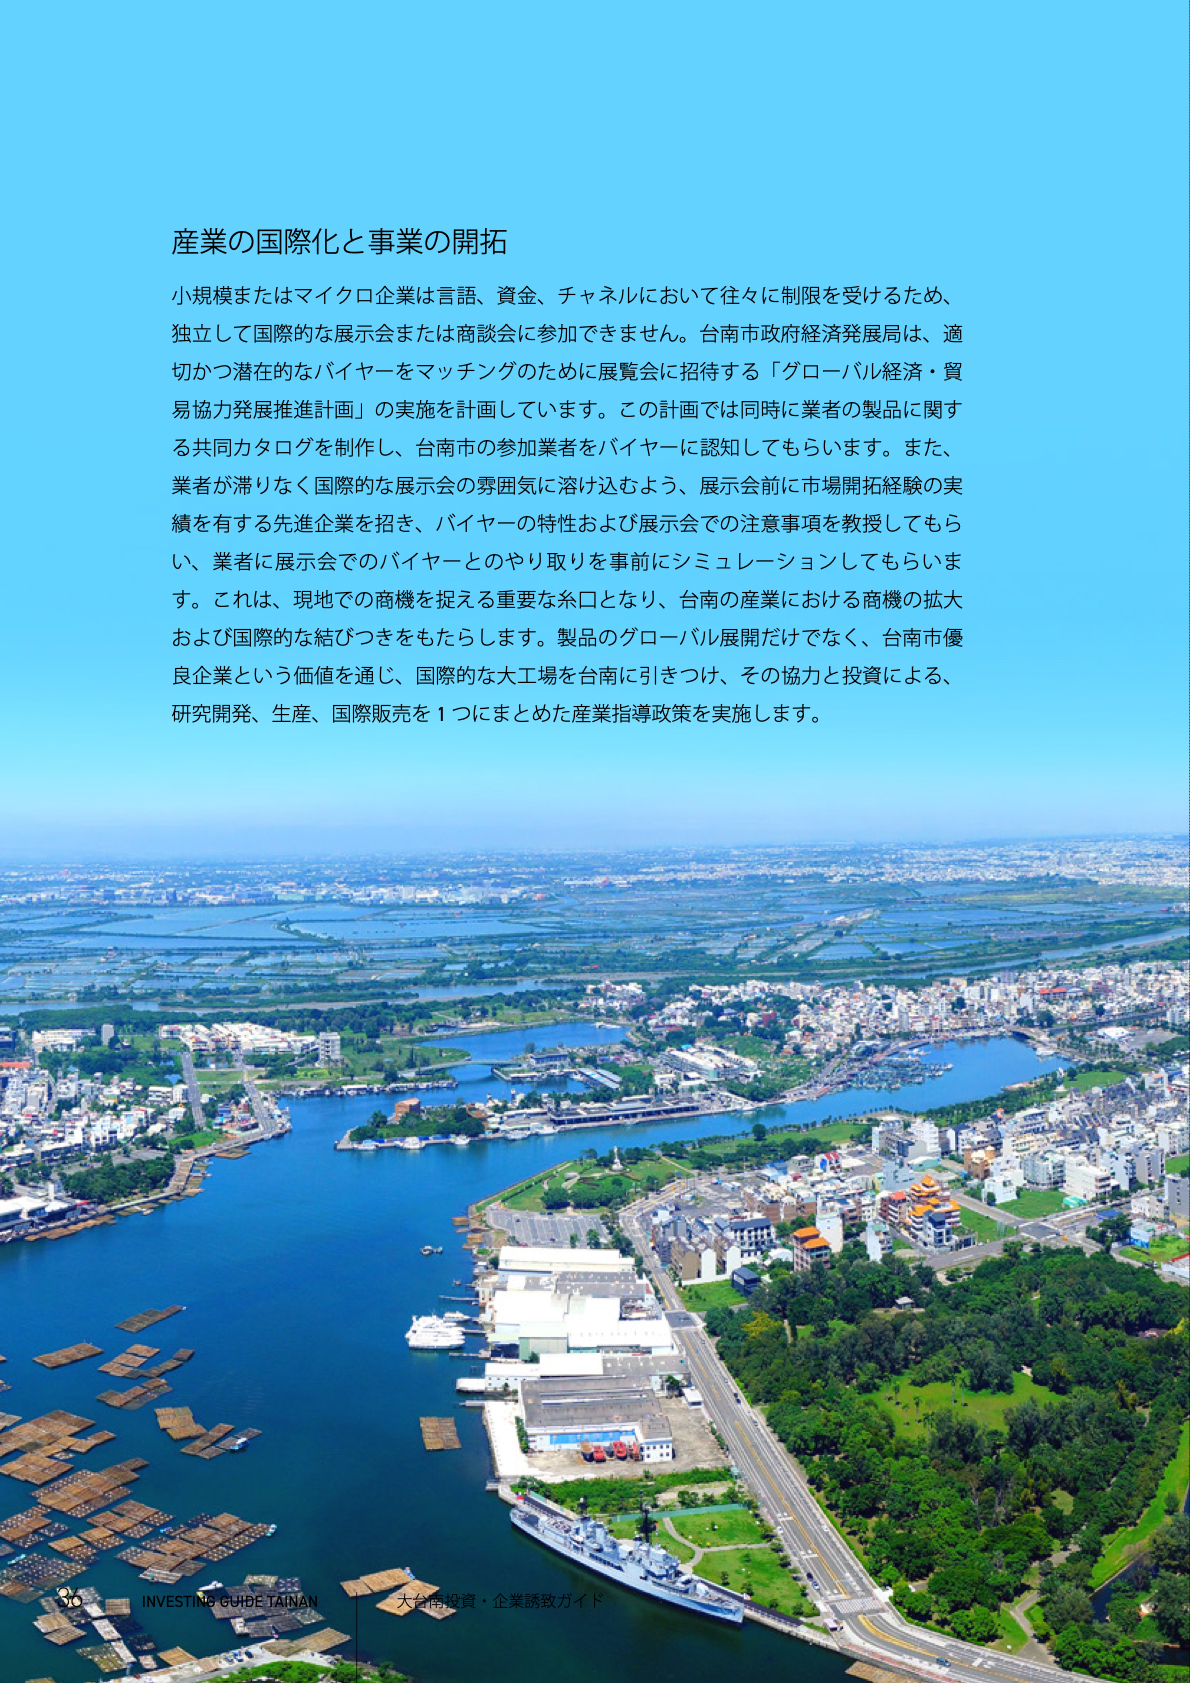 産業の国際化と事業の開拓
小規模またはマイクロ企業は言語、資金、チャネルにおいて往々に制限を受けるため、
独立して国際的な展示会または商談会に参加できません。台南市政府経済発展局は、適
切かつ潜在的なバイヤーをマッチングのために展覧会に招待する「グローバル経済・貿
易協力発展推進計画」の実施を計画しています。この計画では同時に業者の製品に関す
る共同カタログを制作し、台南市の参加業者をバイヤーに認知してもらいます。また、
業者が滞りなく国際的な展示会の雰囲気に溶け込むよう、展示会前に市場開拓経験の実
績を有する先進企業を招き、バイヤーの特性および展示会での注意事項を教授してもら
い、業者に展示会でのバイヤーとのやり取りを事前にシミュレーションしてもらいま
す。これは、現地での商機を捉える重要な糸口となり、台南の産業における商機の拡大
および国際的な結びつきをもたらします。製品のグローバル展開だけでなく、台南市優
良企業という価値を通じ、国際的な大工場を台南に引きつけ、その協力と投資による、
研究開発、生産、国際販売を 1 つにまとめた産業指導政策を実施します。
36 INVESTING GUIDE TAINAN 大台南投資・企業誘致ガイド